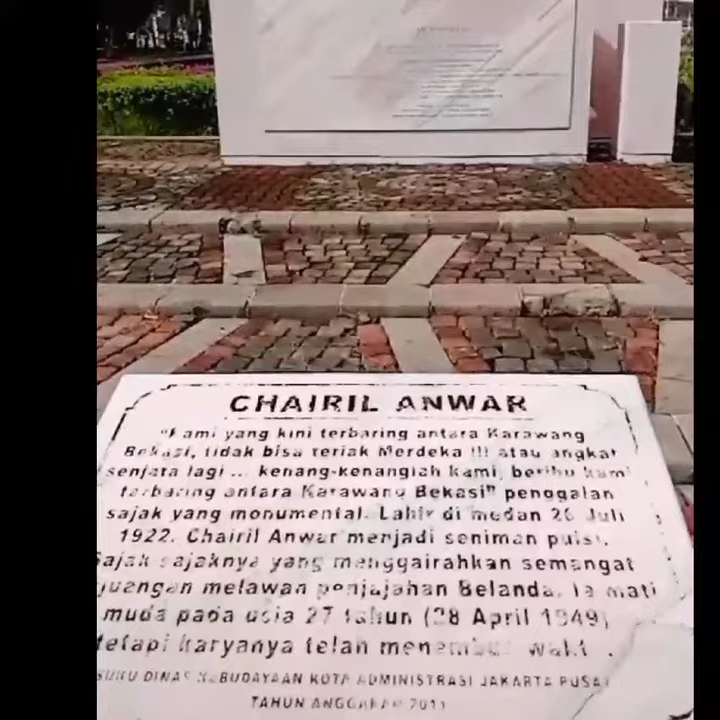 CHAIRIL ANWAR
"Kami yang kini terbaring antara Karawang
Bekasi, tidak bisa teriak Merdeka !!! atau angkat
senjata lagi ... kenang-kenanglah kami, beribu kami
terbaring antara Karawang Bekasi" penggalan
sajak yang monumental. Lahir di medan 26 Juli
1922. Chairil Anwar menjadi seniman puisi.
Sajak sajaknya yang menggairahkan semangat
juangan melawan penjajahan Belanda. Ia mati
muda pada usia 27 tahun (28 April 1949)
tetapi karyanya telah menembus
SUKU DINAS KEBUDAYAAN KOTA ADMINISTRASI JAKARTA PUSAT
TAHUN ANGGARAN 2011